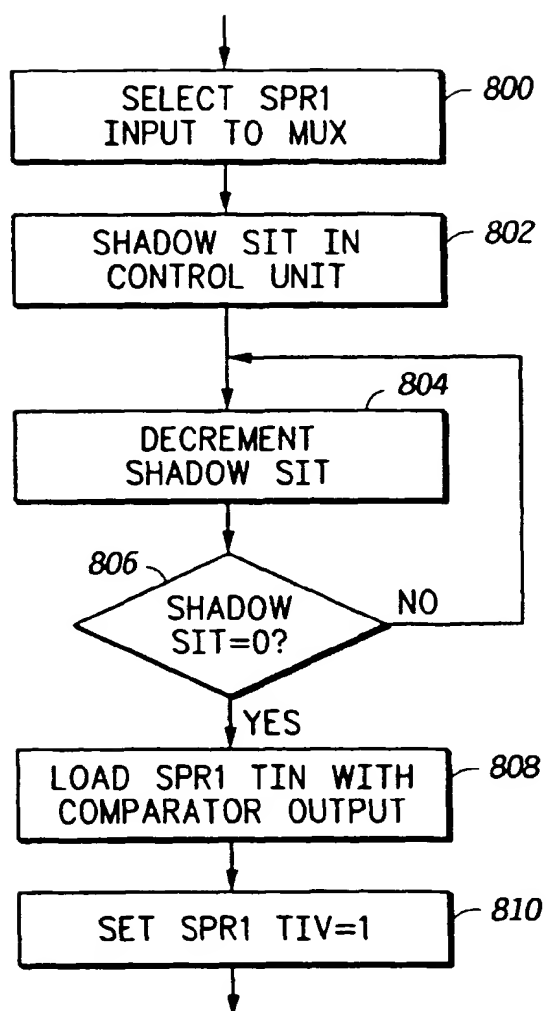 SELECT SPR1
INPUT TO MUX
800
SHADOW SIT IN
CONTROL UNIT
802
804
DECREMENT
SHADOW SIT
806
SHADOW
SIT=0?
NO
YES
LOAD SPR1 TIN WITH
COMPARATOR OUTPUT
808
SET SPR1 TIV=1
810